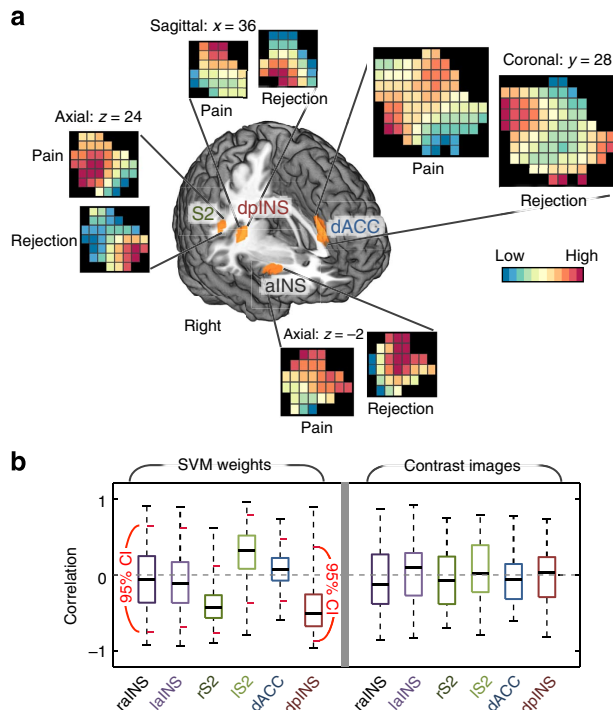 a
Sagittal: x = 36
Pain
Rejection
Coronal: y = 28
Axial: z = 24
Pain
Rejection
Pain
Rejection
S2
dpINS
dACC
aINS
Low
High
Right
Axial: z = –2
Pain
Rejection
b
SVM weights
Contrast images
Correlation
1
0
–1
95% CI
95% CI
raINS
laINS
rS2
lS2
dACC
dpINS
raINS
laINS
rS2
lS2
dACC
dpINS